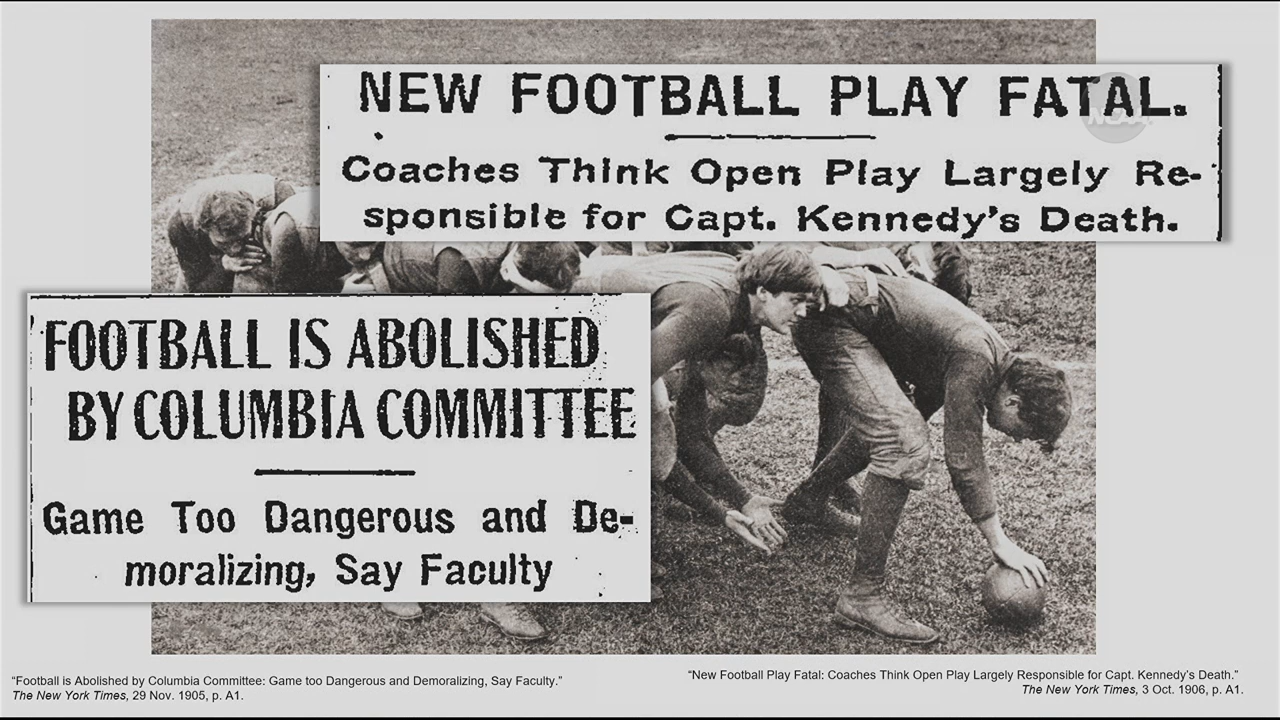 NEW FOOTBALL PLAY FATAL.
NCAA
Coaches Think Open Play Largely Re-
sponsible for Capt. Kennedy's Death.
FOOTBALL IS ABOLISHED
BY COLUMBIA COMMITTEE
Game Too Dangerous and De-
moralizing, Say Faculty
“Football is Abolished by Columbia Committee: Game too Dangerous and Demoralizing, Say Faculty.”
The New York Times, 29 Nov. 1905, p. A1.
“New Football Play Fatal: Coaches Think Open Play Largely Responsible for Capt. Kennedy's Death.”
The New York Times, 3 Oct. 1906, p. A1.